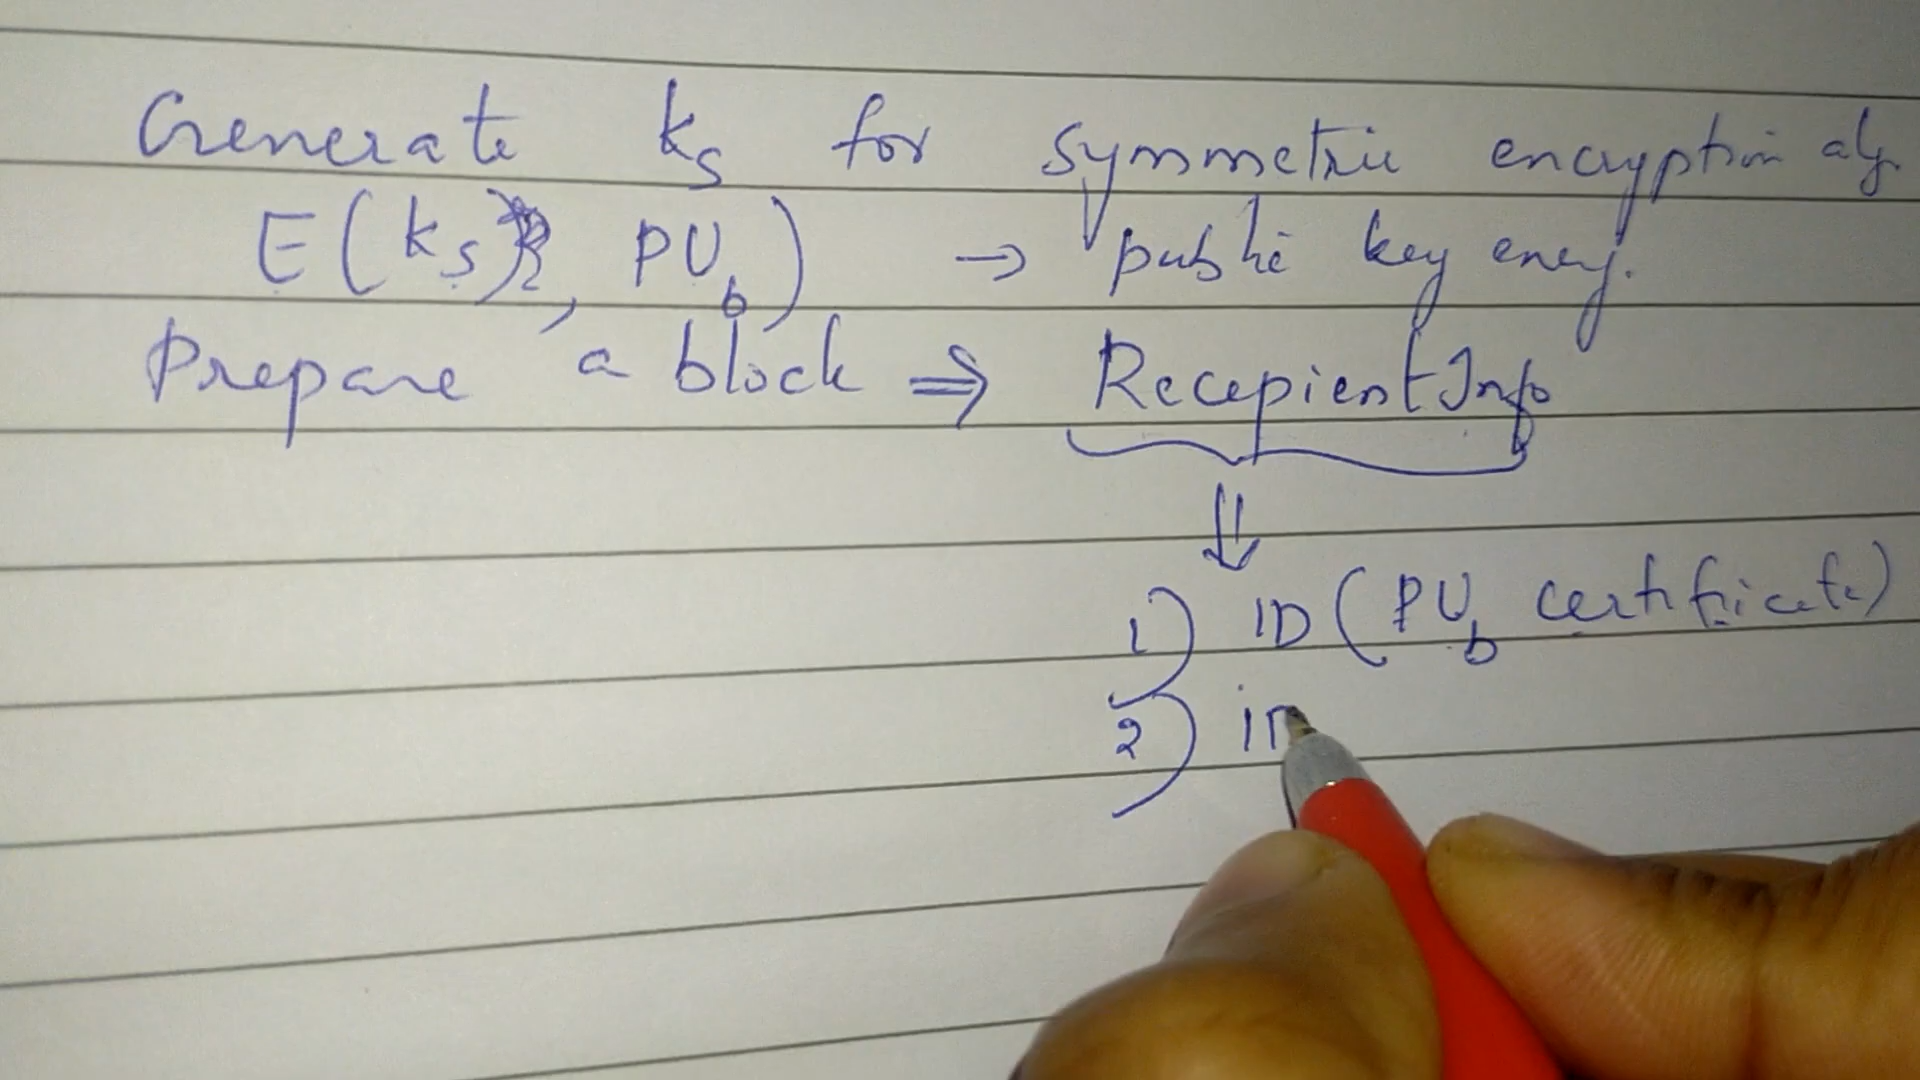 Generate ks for symmetric encryption alg.
E(ks, PUb) → public key ency.
Prepare a block ⇒ RecepientInfo
⇓
1) ID (PUb certificate)
2) in